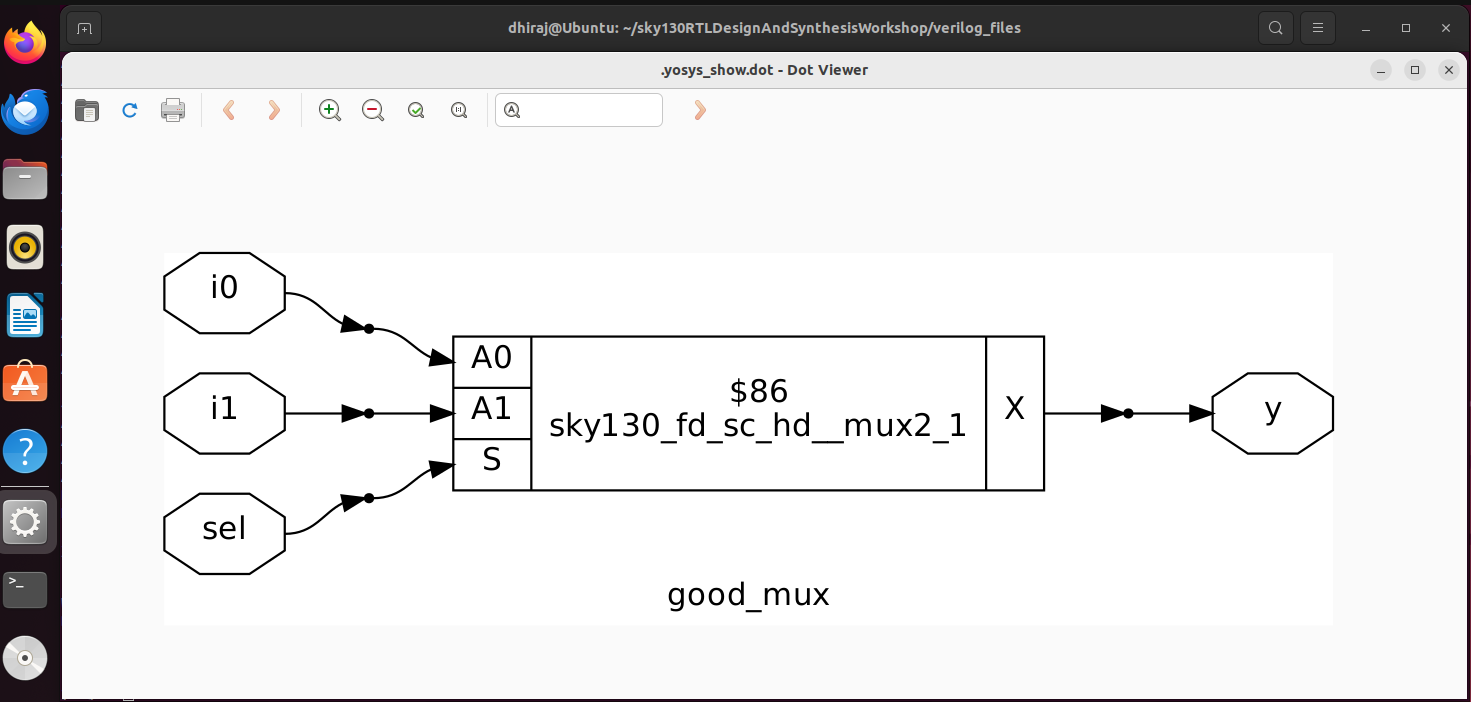 dhiraj@Ubuntu: ~/sky130RTLDesignAndSynthesisWorkshop/verilog_files
.yosys_show.dot - Dot Viewer
i0
i1
sel
A0
A1
S
$86
sky130_fd_sc_hd__mux2_1
X
y
good_mux